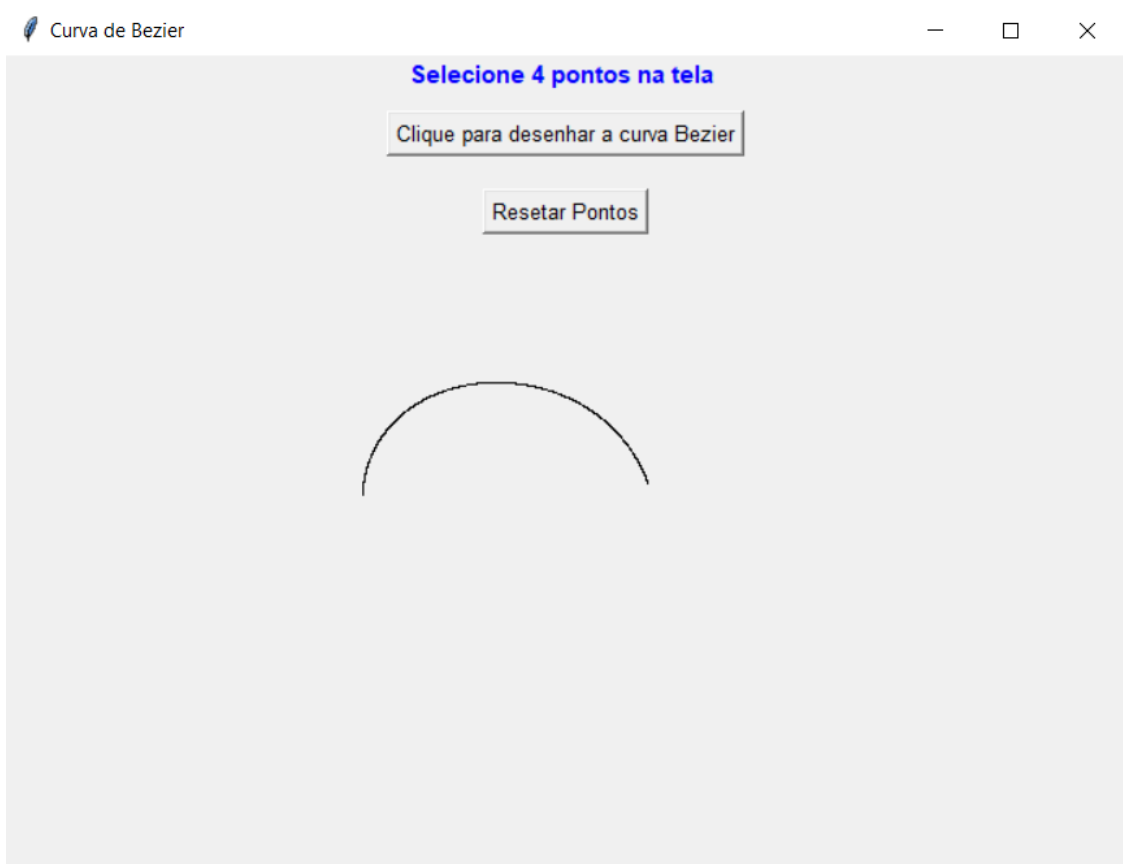 Curva de Bezier
Selecione 4 pontos na tela
Clique para desenhar a curva Bezier
Resetar Pontos